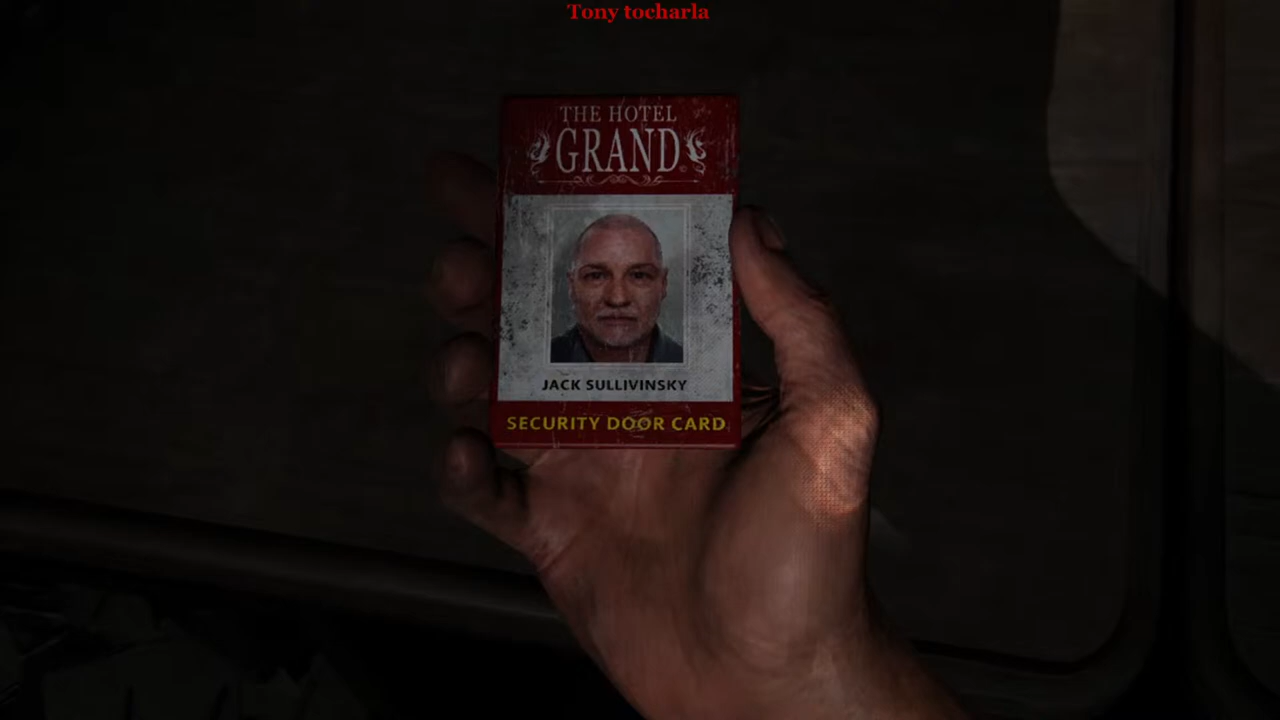 Tony tocharla
THE HOTEL
GRAND
JACK SULLIVINSKY
SECURITY DOOR CARD